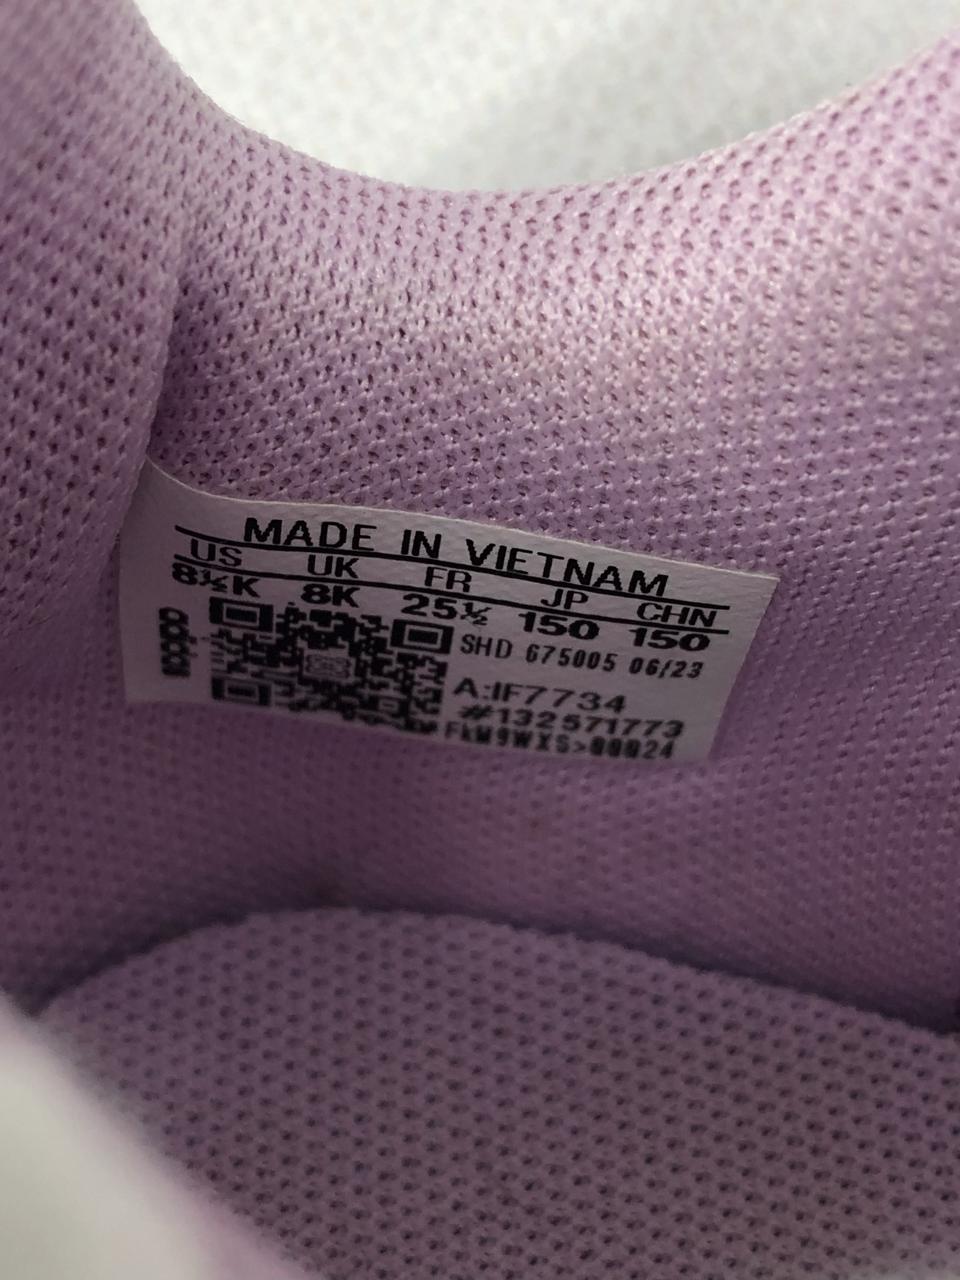 MADE IN VIETNAM
US UK FR JP CHN
8½K 8K 25½ 150 150
SHD 675005 06/23
A:IF7734
#132571773
FkM9WXS>00024